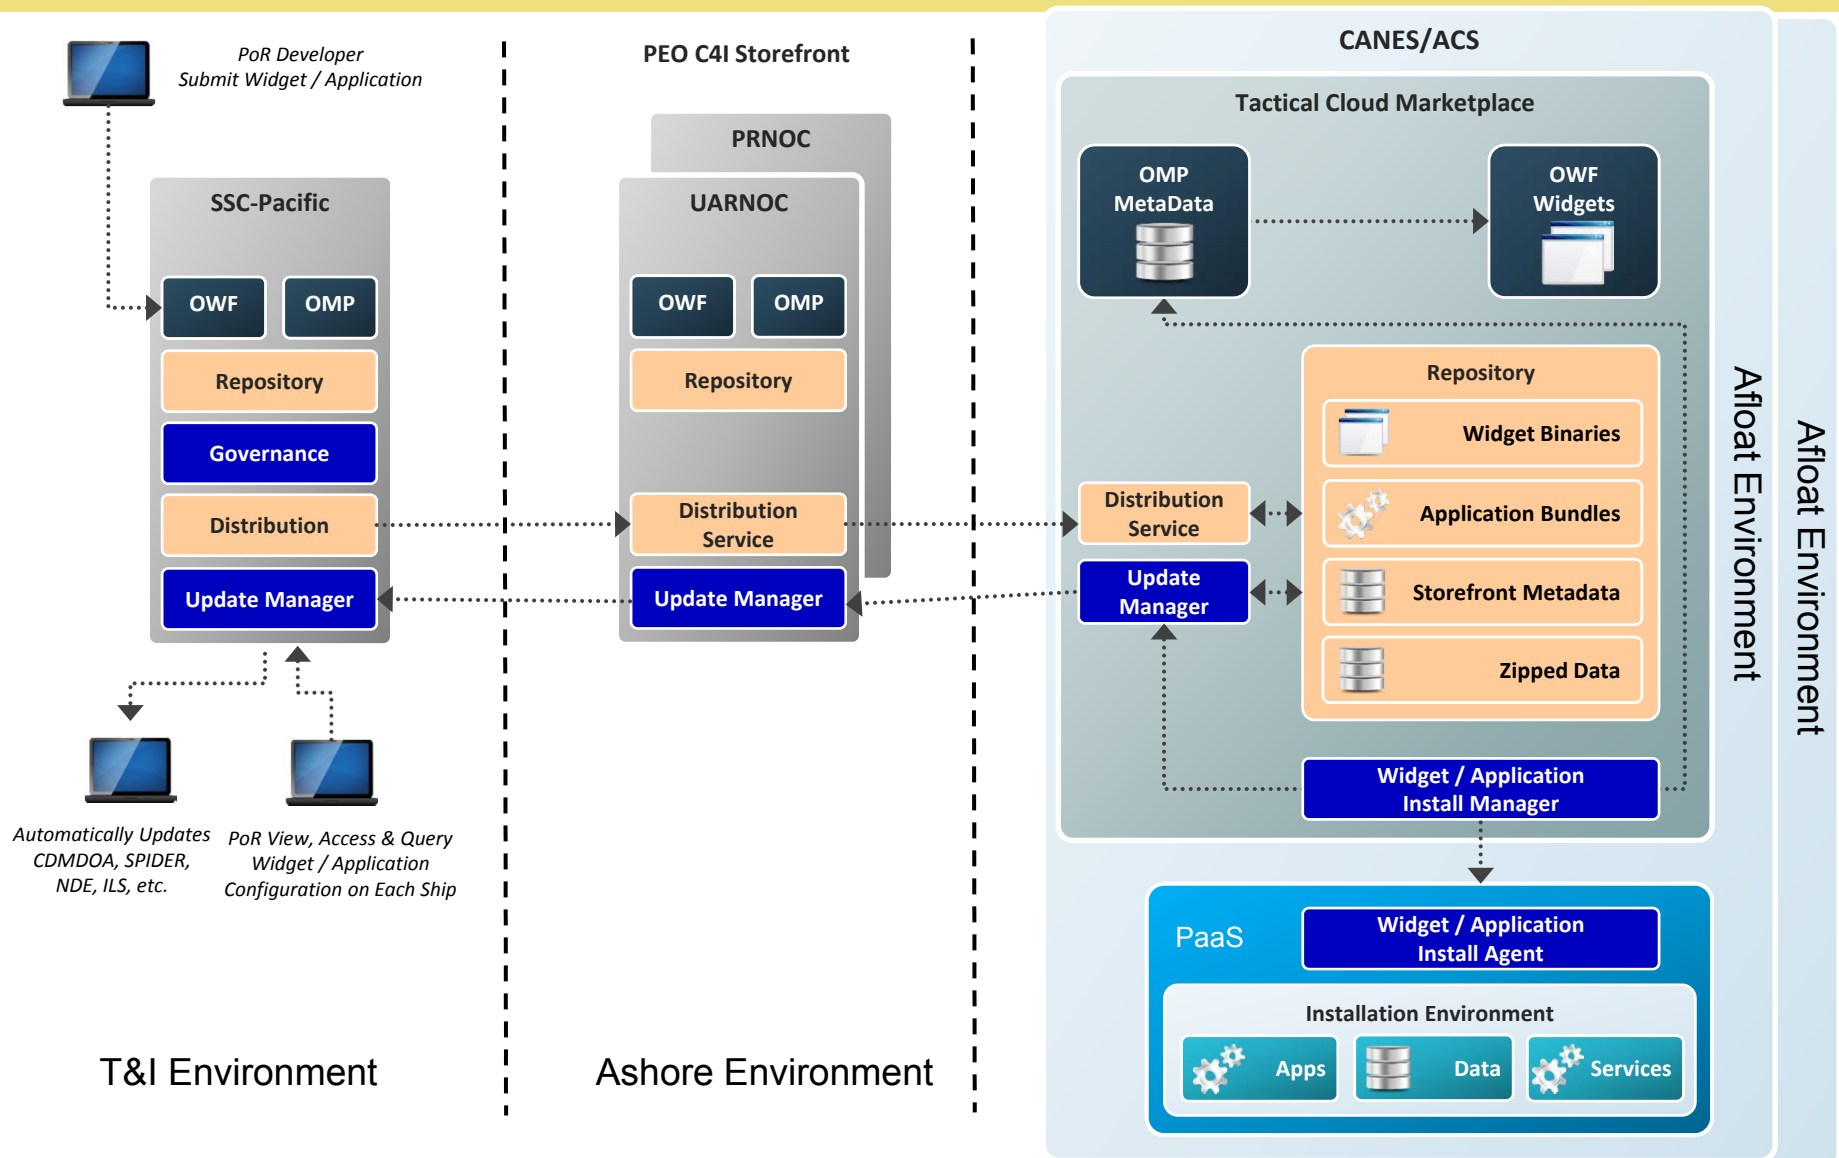 PoR Developer
Submit Widget / Application
SSC-Pacific
OWF
OMP
Repository
Governance
Distribution
Update Manager
Automatically Updates
CDMDOA, SPIDER,
NDE, ILS, etc.
PoR View, Access & Query
Widget / Application
Configuration on Each Ship
T&I Environment
PEO C4I Storefront
PRNOC
UARNOC
OWF
OMP
Repository
Distribution
Service
Update Manager
Ashore Environment
CANES/ACS
Tactical Cloud Marketplace
OMP
MetaData
OWF
Widgets
Repository
Widget Binaries
Application Bundles
Storefront Metadata
Zipped Data
Distribution
Service
Update
Manager
Widget / Application
Install Manager
PaaS
Widget / Application
Install Agent
Installation Environment
Apps
Data
Services
Afloat Environment
Afloat Environment